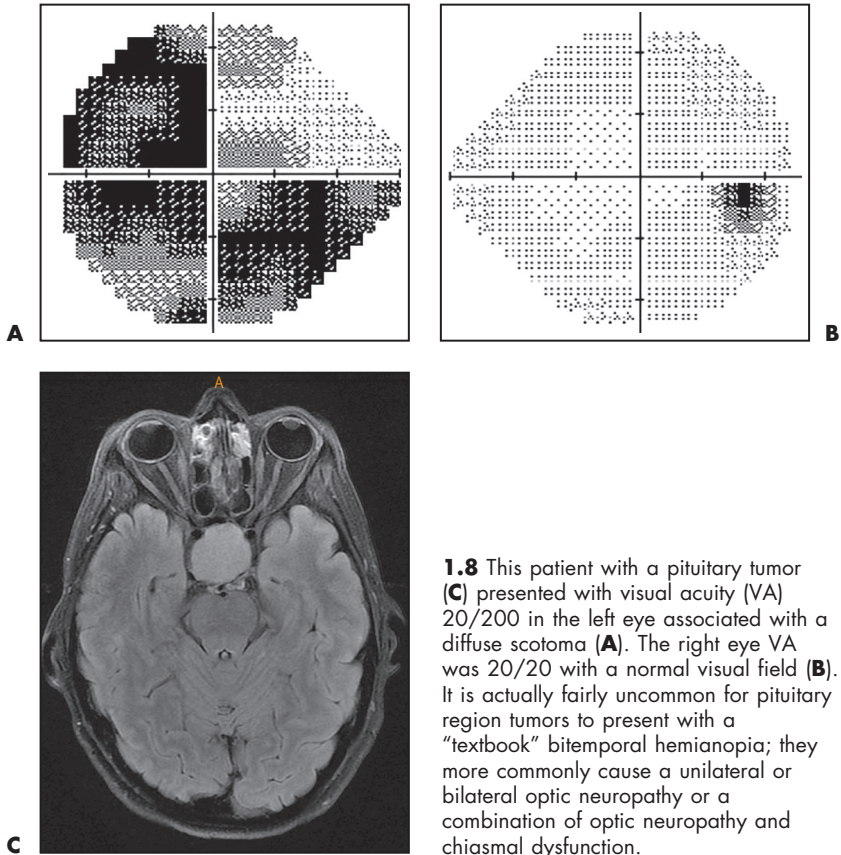 A
B
A
C
1.8 This patient with a pituitary tumor
(C) presented with visual acuity (VA)
20/200 in the left eye associated with a
diffuse scotoma (A). The right eye VA
was 20/20 with a normal visual field (B).
It is actually fairly uncommon for pituitary
region tumors to present with a
“textbook” bitemporal hemianopia; they
more commonly cause a unilateral or
bilateral optic neuropathy or a
combination of optic neuropathy and
chiasmal dysfunction.